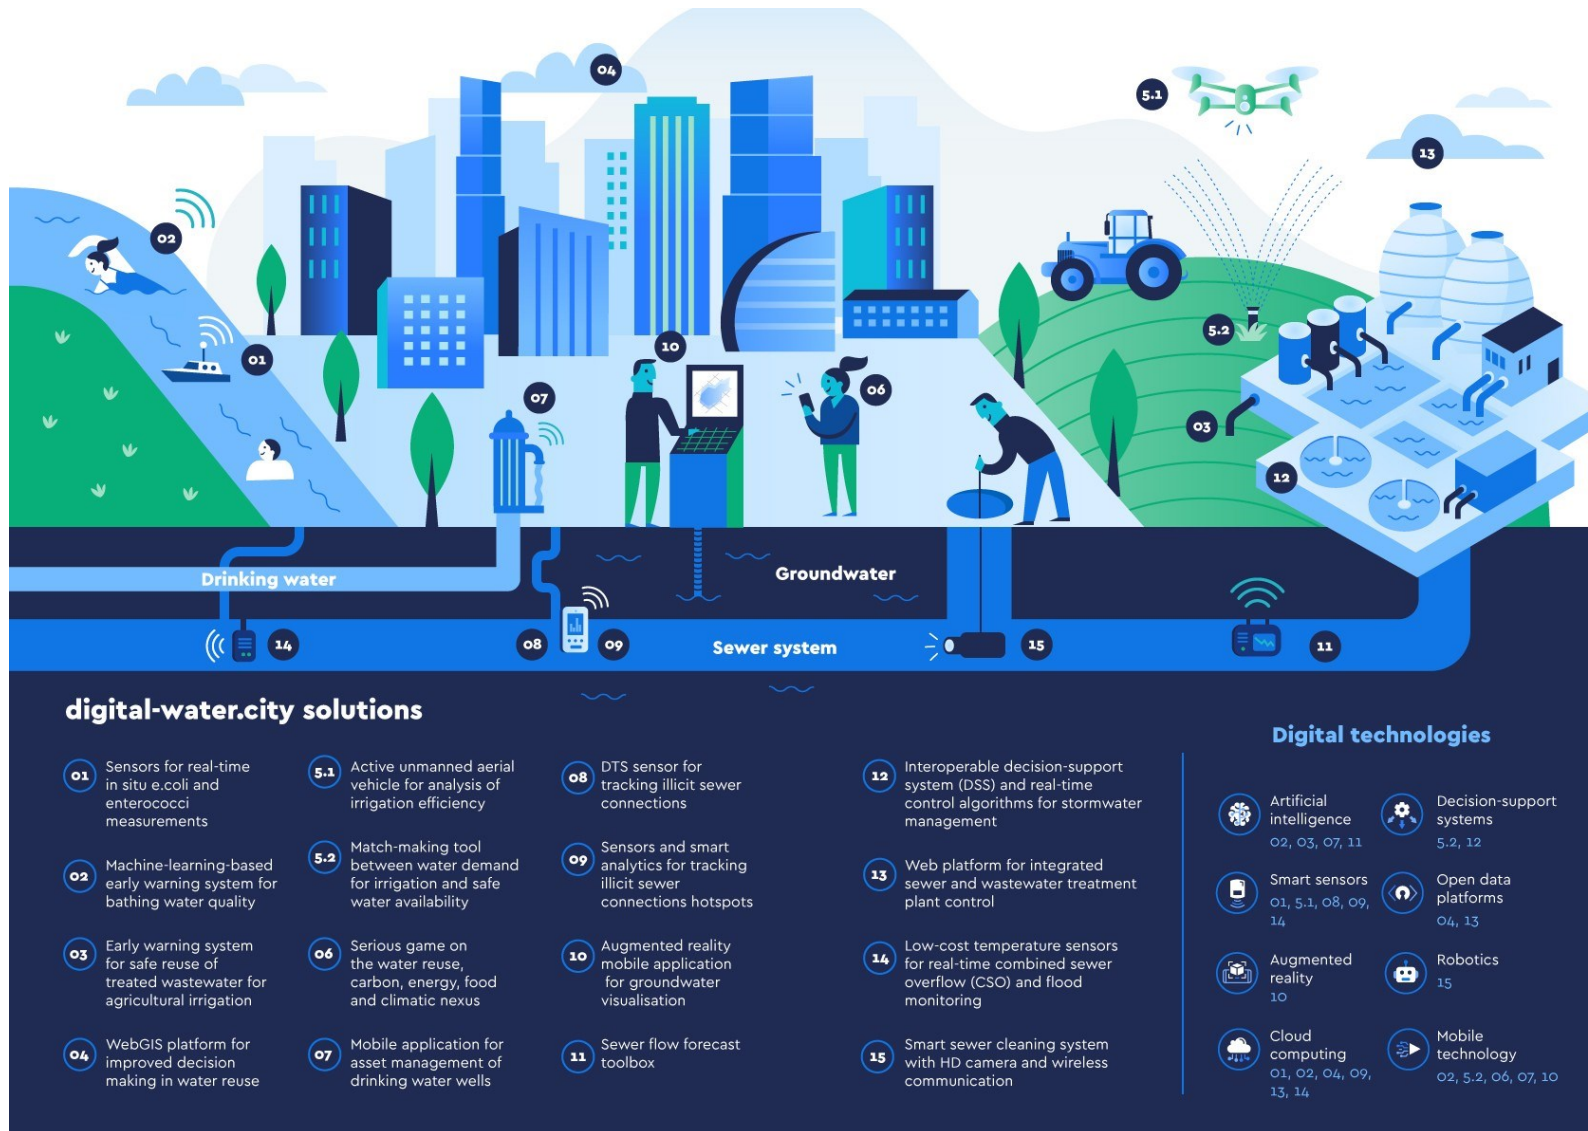 04
5.1
13
02
5.2
01
10
06
07
03
12
Drinking water
Groundwater
14
08
09
Sewer system
15
11
digital-water.city solutions
01
Sensors for real-time
in situ e.coli and
enterococci
measurements
02
Machine-learning-based
early warning system for
bathing water quality
03
Early warning system
for safe reuse of
treated wastewater for
agricultural irrigation
04
WebGIS platform for
improved decision
making in water reuse
5.1
Active unmanned aerial
vehicle for analysis of
irrigation efficiency
5.2
Match-making tool
between water demand
for irrigation and safe
water availability
06
Serious game on
the water reuse,
carbon, energy, food
and climatic nexus
07
Mobile application for
asset management of
drinking water wells
08
DTS sensor for
tracking illicit sewer
connections
09
Sensors and smart
analytics for tracking
illicit sewer
connections hotspots
10
Augmented reality
mobile application
for groundwater
visualisation
11
Sewer flow forecast
toolbox
12
Interoperable decision-support
system (DSS) and real-time
control algorithms for stormwater
management
13
Web platform for integrated
sewer and wastewater treatment
plant control
14
Low-cost temperature sensors
for real-time combined sewer
overflow (CSO) and flood
monitoring
15
Smart sewer cleaning system
with HD camera and wireless
communication
Digital technologies
Artificial
intelligence
02, 03, 07, 11
Decision-support
systems
5.2, 12
Smart sensors
01, 5.1, 08, 09,
14
Open data
platforms
04, 13
Augmented
reality
10
Robotics
15
Cloud
computing
01, 02, 04, 09,
13, 14
Mobile
technology
02, 5.2, 06, 07, 10